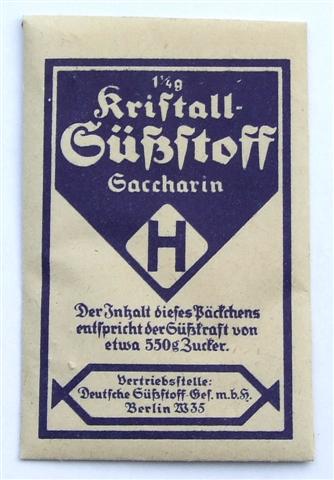 1¼g
Kriſtall-
Süßſtoff
Saccharin
H
Der Inhalt dieſes Päckchens
entſpricht der Süßkraft von
etwa 550g Zucker.
Vertriebsſtelle:
Deutſche Süßſtoff-Geſ.m.b.H.
Berlin W35